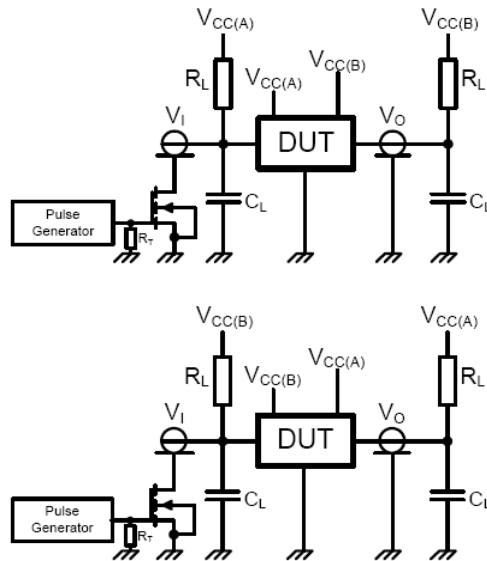 VCC(A) VCC(B)
RL VCC(A) VCC(B) RL
VI DUT VO
CL CL
Pulse
Generator
RT
VCC(B) VCC(A)
RL VCC(B) VCC(A) RL
VI DUT VO
CL CL
Pulse
Generator
RT